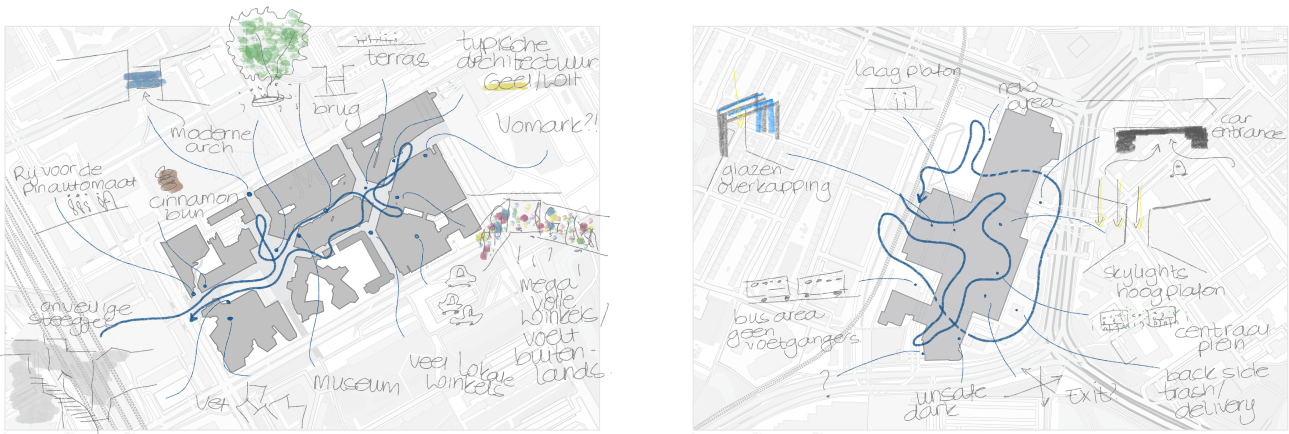 terras
typische
architectuur
Geel/wit
brug
moderne
arch
Vomark?!
Rij voor de
pinautomaat
cinnamon
bun
onveilige
steegjes
mega
volle
winkels/
voelt
buiten-
lands
veel lokale
winkels
museum
vet
laag plafon
new
area
car
entrance
glazen
overkapping
skylights
hoog plafon
bus area
geen
voetgangers
centraal
plein
?
unsafe
dark
Exit
back side
trash/
delivery